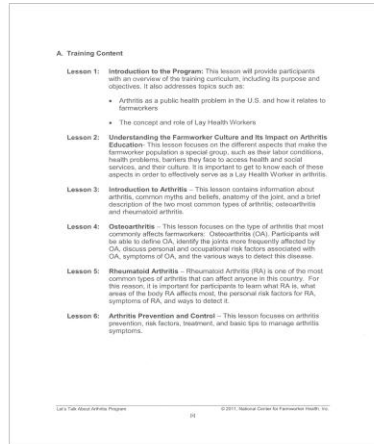 A. Training Content
Lesson 1: Introduction to the Program: This lesson will provide participants
with an overview of the training curriculum, including its purpose and
objectives. It also addresses topics such as:
• Arthritis as a public health problem in the U.S. and how it relates to
farmworkers
• The concept and role of Lay Health Workers
Lesson 2: Understanding the Farmworker Culture and Its Impact on Arthritis
Education- This lesson focuses on the different aspects that make the
farmworker population a special group, such as their labor conditions,
health problems, barriers they face to access health and social
services, and their culture. It is important to get to know each of these
aspects in order to effectively serve as a Lay Health Worker in arthritis.
Lesson 3: Introduction to Arthritis – This lesson contains information about
arthritis, common myths and beliefs, anatomy of the joint, and a brief
description of the two most common types of arthritis; osteoarthritis
and rheumatoid arthritis.
Lesson 4: Osteoarthritis – This lesson focuses on the type of arthritis that most
commonly affects farmworkers: Osteoarthritis (OA). Participants will
be able to define OA, identify the joints more frequently affected by
OA, discuss personal and occupational risk factors associated with
OA, symptoms of OA, and the various ways to detect this disease.
Lesson 5: Rheumatoid Arthritis – Rheumatoid Arthritis (RA) is one of the most
common types of arthritis that can affect anyone in this country. For
this reason, it is important for participants to learn what RA is, what
areas of the body RA affects most, the personal risk factors for RA,
symptoms of RA, and ways to detect it.
Lesson 6: Arthritis Prevention and Control – This lesson focuses on arthritis
prevention, risk factors, treatment, and basic tips to manage arthritis
symptoms.
Let's Talk About Arthritis Program
© 2011, National Center for Farmworker Health, Inc.